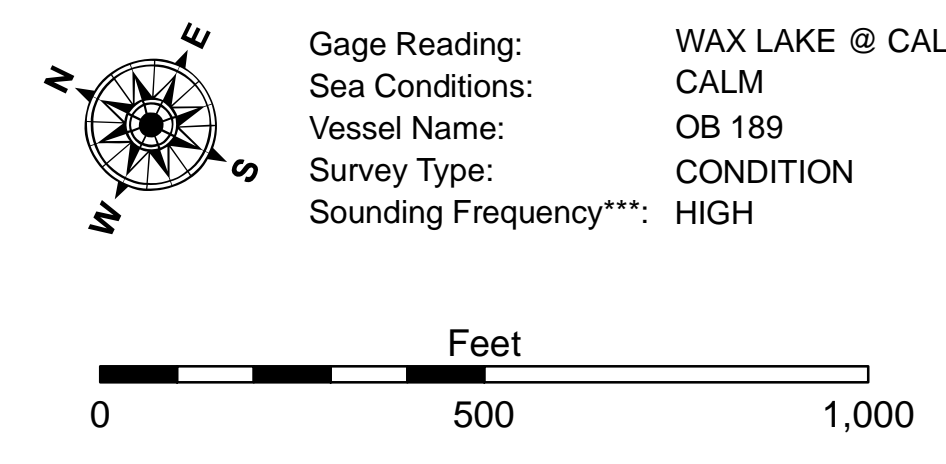 N
E
S
W
Gage Reading: WAX LAKE @ CAL
Sea Conditions: CALM
Vessel Name: OB 189
Survey Type: CONDITION
Sounding Frequency***: HIGH
Feet
0 500 1,000